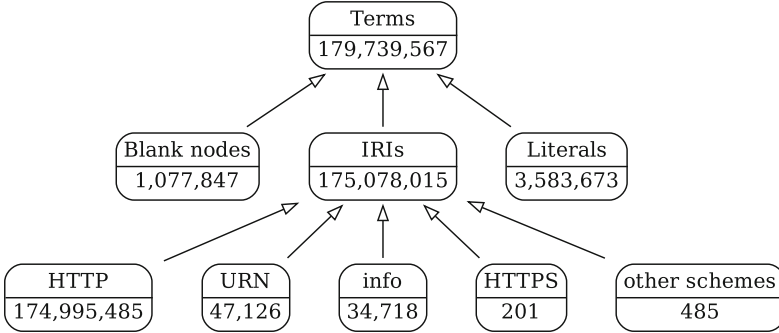 Terms
179,739,567
Blank nodes
1,077,847
IRIs
175,078,015
Literals
3,583,673
HTTP
174,995,485
URN
47,126
info
34,718
HTTPS
201
other schemes
485